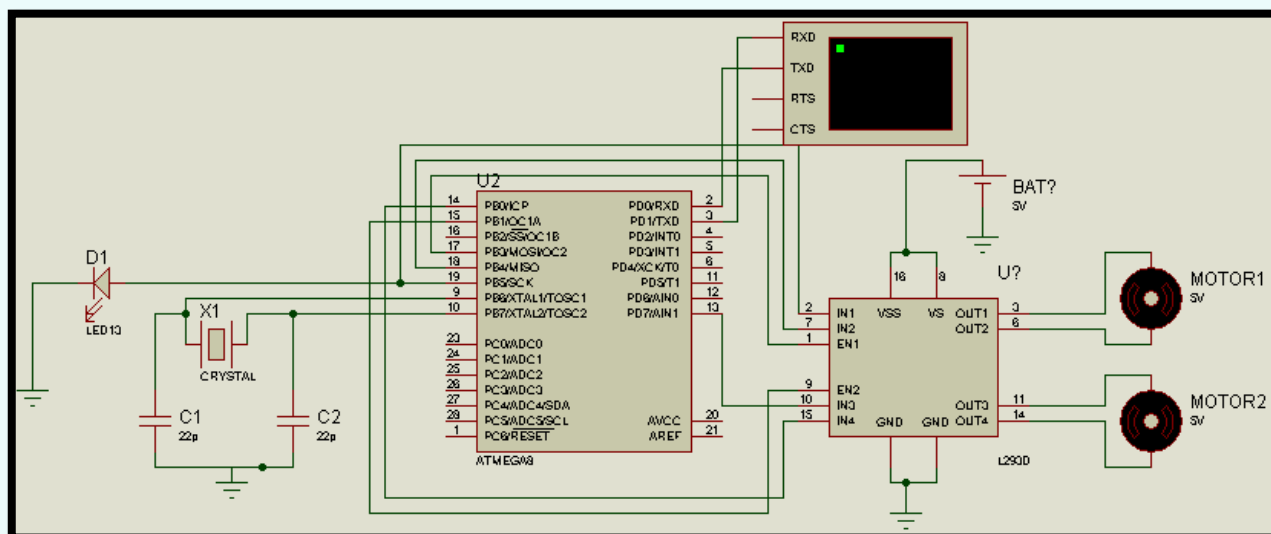 RXD
TXD
RTS
CTS
BAT?
5V
U2
14 PB0/ICP PD0/RXD 2
15 PB1/OC1A PD1/TXD 3
16 PB2/SS/OC1B PD2/INT0 4
17 PB3/MOSI/OC2 PD3/INT1 5
18 PB4/MISO PD4/XCK/T0 6
19 PB5/SCK PD5/T1 11
9 PB6/XTAL1/TOSC1 PD6/AIN0 12
10 PB7/XTAL2/TOSC2 PD7/AIN1 13
23 PC0/ADC0
24 PC1/ADC1
25 PC2/ADC2
26 PC3/ADC3
27 PC4/ADC4/SDA
28 PC5/ADC5/SCL AVCC 20
1 PC6/RESET AREF 21
ATMEGA8
D1
LED13
X1
CRYSTAL
C1
22p
C2
22p
U?
16 8
2 IN1 VSS VS OUT1 3
7 IN2 OUT2 6
1 EN1
9 EN2
10 IN3 OUT3 11
15 IN4 GND GND OUT4 14
L293D
MOTOR1
5V
MOTOR2
5V